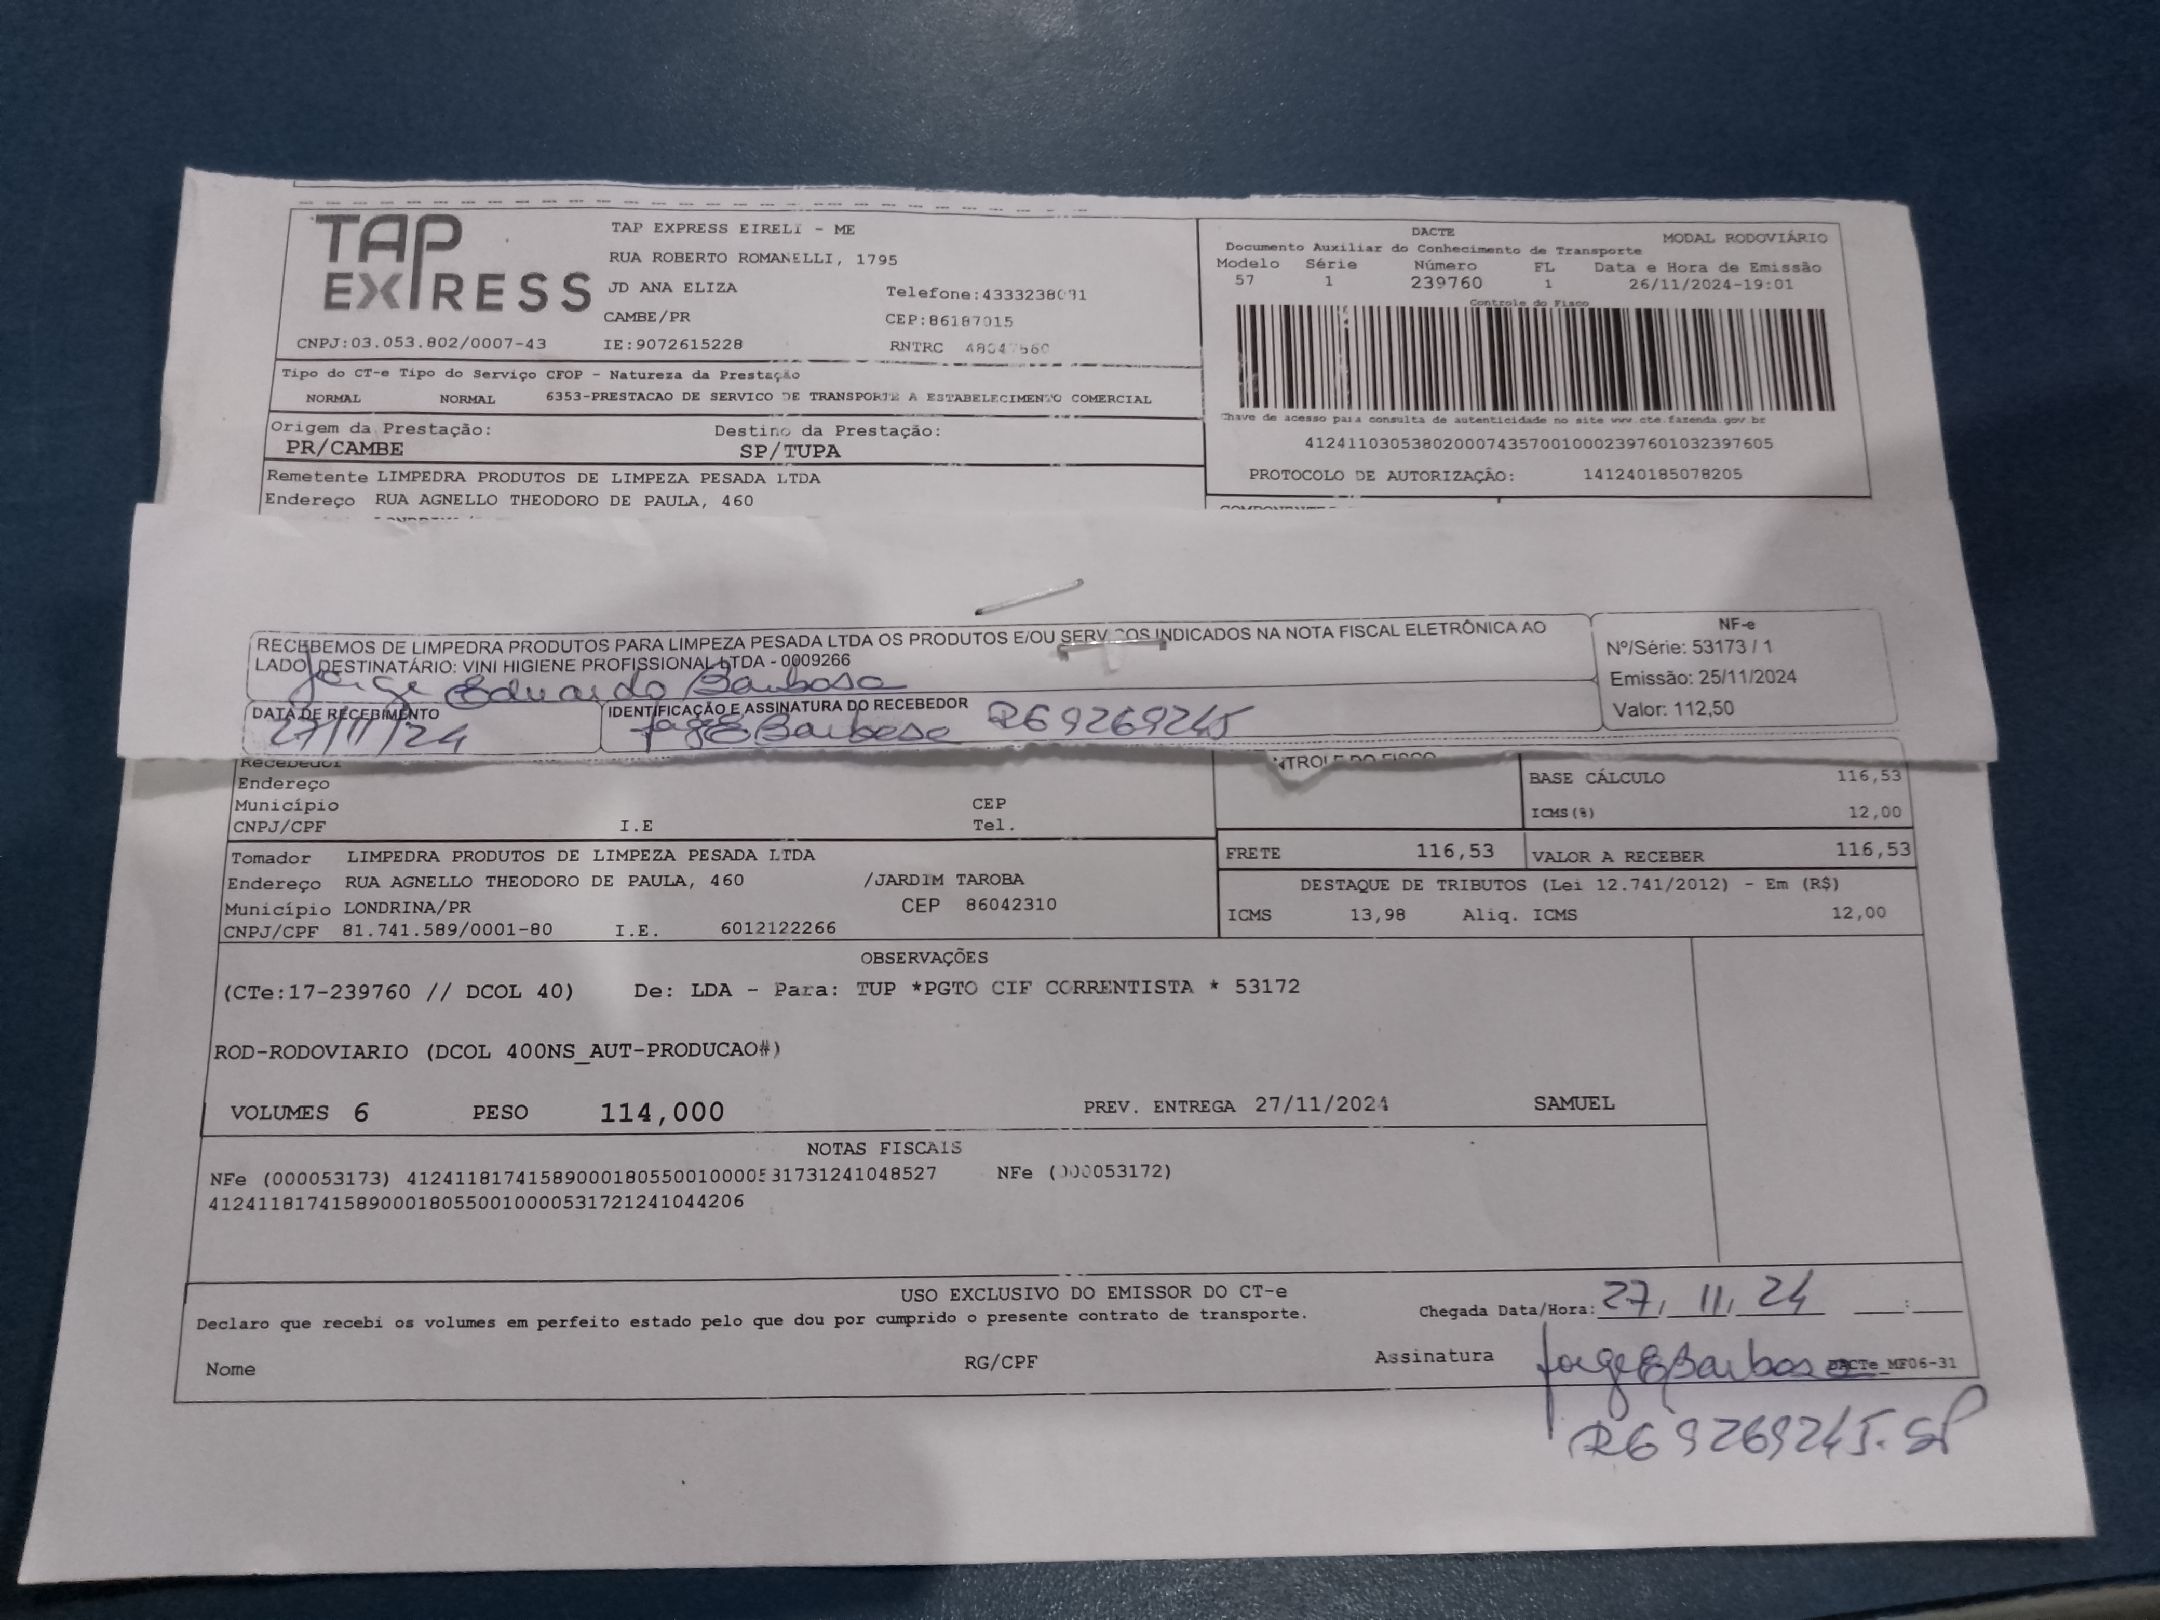 TAP EXPRESS
TAP EXPRESS EIRELI - ME
RUA ROBERTO ROMANELLI, 1795
JD ANA ELIZA
CAMBE/PR
CEP:86187015
CNPJ:03.053.802/0007-43 IE:9072615228 RNTRC
DACTE
MODAL RODOVIÁRIO
Documento Auxiliar do Conhecimento de Transporte
Modelo Série Número FL Data e Hora de Emissão
57 1 239760 1 26/11/2024-19:01
Controle do Fisco
Chave de acesso para consulta de autenticidade no site www.cte.fazenda.gov.br
41241103053802000743570010002397601032397605
PROTOCOLO DE AUTORIZAÇÃO: 141240185078205
Tipo do CT-e Tipo do Serviço CFOP - Natureza da Prestação
NORMAL NORMAL 6353-PRESTACAO DE SERVICO DE TRANSPORTE A ESTABELECIMENTO COMERCIAL
Origem da Prestação: Destino da Prestação:
PR/CAMBE SP/TUPA
Remetente LIMPEDRA PRODUTOS DE LIMPEZA PESADA LTDA
Endereço RUA AGNELLO THEODORO DE PAULA, 460
RECEBEMOS DE LIMPEDRA PRODUTOS PARA LIMPEZA PESADA LTDA OS PRODUTOS E/OU SERVIÇOS INDICADOS NA NOTA FISCAL ELETRÔNICA AO
LADO. DESTINATÁRIO: VINI HIGIENE PROFISSIONAL LTDA - 0009266
Jorge Eduardo Barbosa
DATA DE RECEBIMENTO IDENTIFICAÇÃO E ASSINATURA DO RECEBEDOR
27/11/24 Jorge E Barbosa RG 9269245
NF-e
Nº/Série: 53173 / 1
Emissão: 25/11/2024
Valor: 112,50
Recebedor
Endereço
Município CEP
CNPJ/CPF I.E Tel.
BASE CÁLCULO 116,53
ICMS(%) 12,00
Tomador LIMPEDRA PRODUTOS DE LIMPEZA PESADA LTDA
Endereço RUA AGNELLO THEODORO DE PAULA, 460 /JARDIM TAROBA
Município LONDRINA/PR CEP 86042310
CNPJ/CPF 81.741.589/0001-80 I.E. 6012122266
FRETE 116,53 VALOR A RECEBER 116,53
DESTAQUE DE TRIBUTOS (Lei 12.741/2012) - Em (R$)
ICMS 13,98 Aliq. ICMS 12,00
OBSERVAÇÕES
(CTe:17-239760 // DCOL 40) De: LDA - Para: TUP *PGTO CIF CORRENTISTA * 53172
ROD-RODOVIARIO (DCOL 400NS_AUT-PRODUCAO#)
VOLUMES 6 PESO 114,000 PREV. ENTREGA 27/11/2024 SAMUEL
NOTAS FISCAIS
NFe (000053173) 41241181741589000180550010000531731241048527 NFe (000053172)
41241181741589000180550010000531721241044206
USO EXCLUSIVO DO EMISSOR DO CT-e
Declaro que recebi os volumes em perfeito estado pelo que dou por cumprido o presente contrato de transporte.
Chegada Data/Hora: 27, 11, 24 __:__
Nome RG/CPF Assinatura Jorge E Barbosa DACTe_MF06-31
RG 9269245. SP